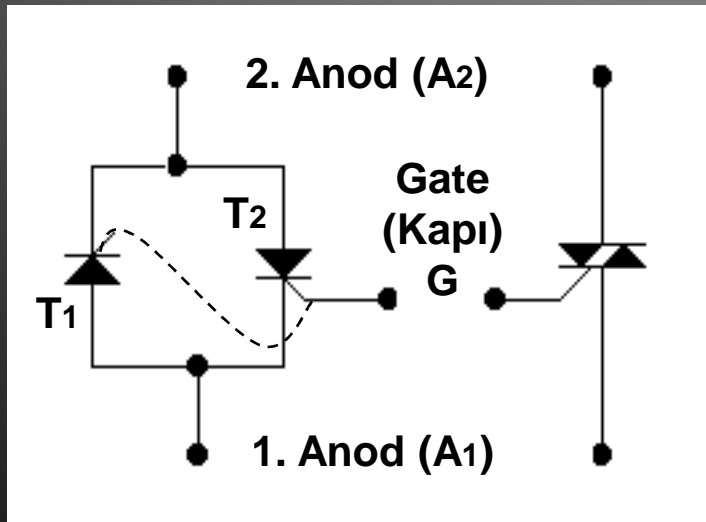 2. Anod (A2)
Gate
(Kapı)
G
T2
T1
1. Anod (A1)